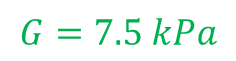 G = 7.5 kPa